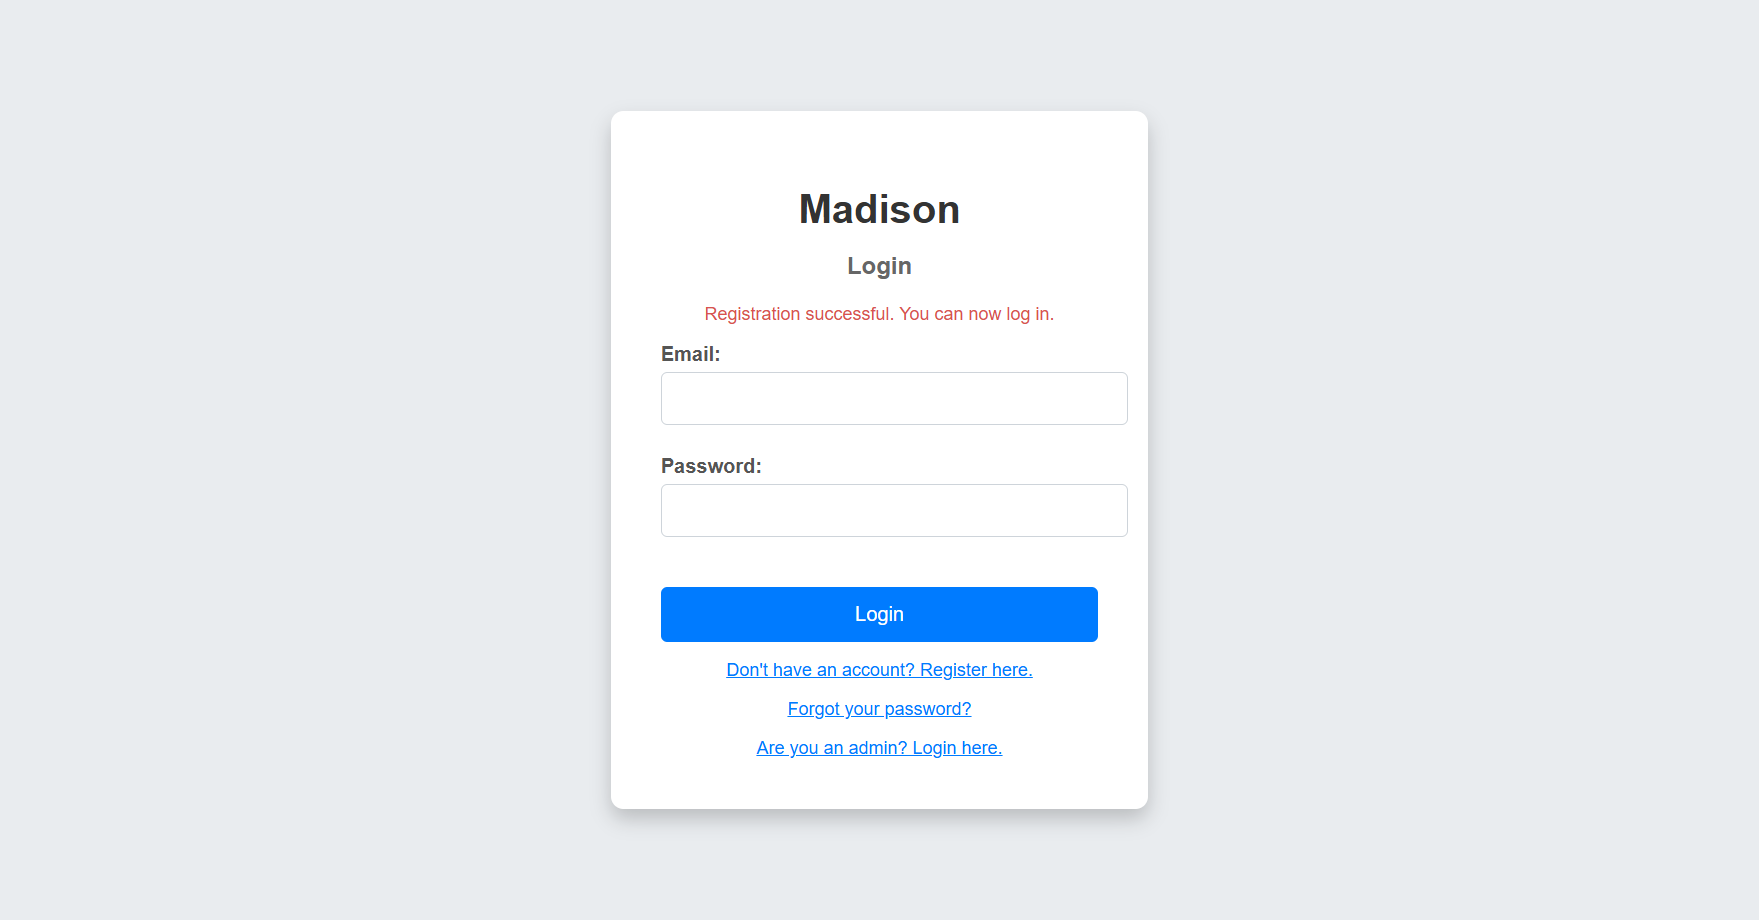 Madison
Login
Registration successful. You can now log in.
Email:
Password:
Login
Don't have an account? Register here.
Forgot your password?
Are you an admin? Login here.